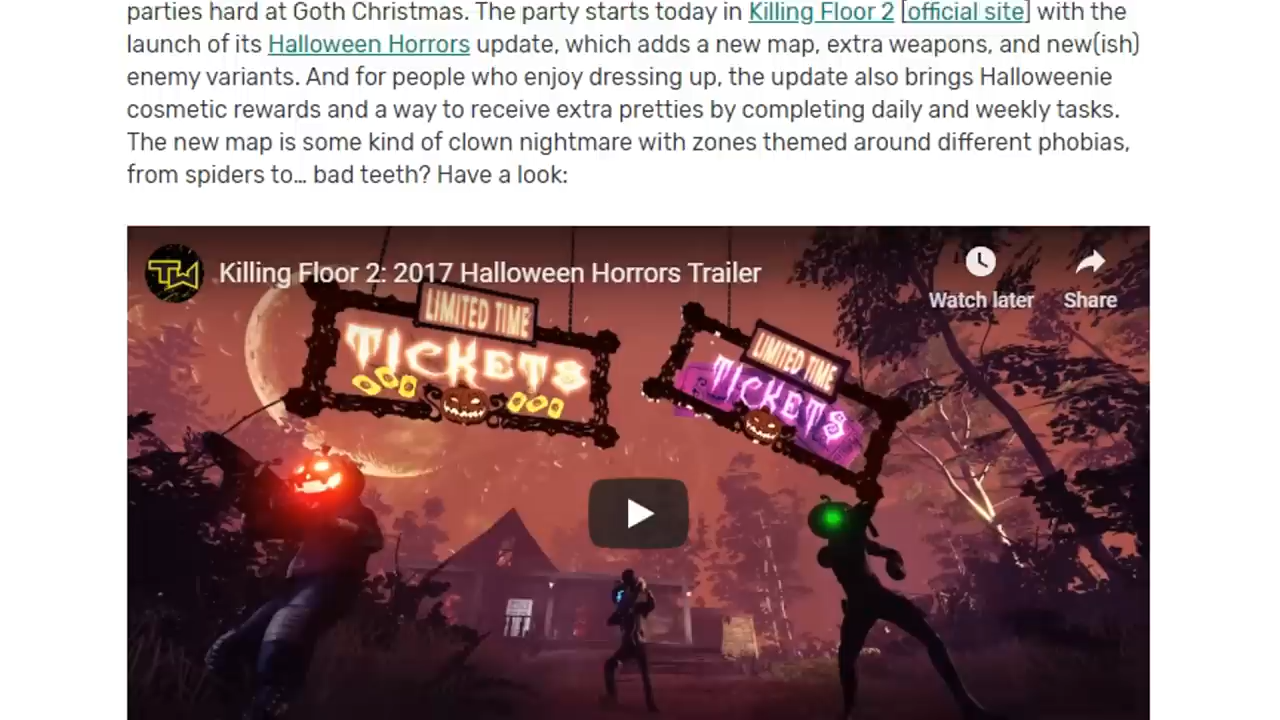 parties hard at Goth Christmas. The party starts today in Killing Floor 2 [official site] with the
launch of its Halloween Horrors update, which adds a new map, extra weapons, and new(ish)
enemy variants. And for people who enjoy dressing up, the update also brings Halloweenie
cosmetic rewards and a way to receive extra pretties by completing daily and weekly tasks.
The new map is some kind of clown nightmare with zones themed around different phobias,
from spiders to… bad teeth? Have a look:
TW
Killing Floor 2: 2017 Halloween Horrors Trailer
Watch later
Share
LIMITED TIME
TICKETS
LIMITED TIME
TICKETS